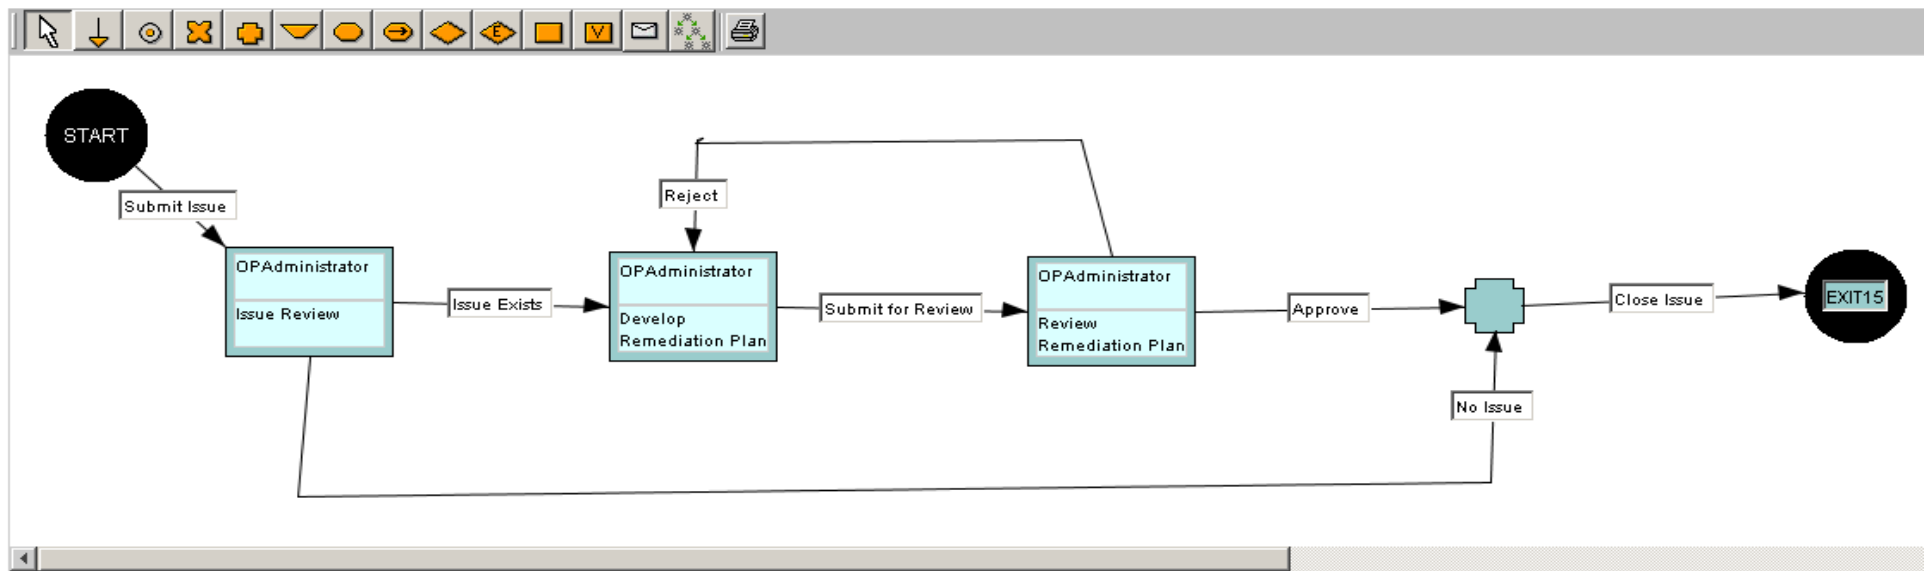 E
V
START
Submit Issue
Reject
OPAdministrator
Issue Review
Issue Exists
OPAdministrator
Develop
Remediation Plan
Submit for Review
OPAdministrator
Review
Remediation Plan
Approve
No Issue
Close Issue
EXIT15